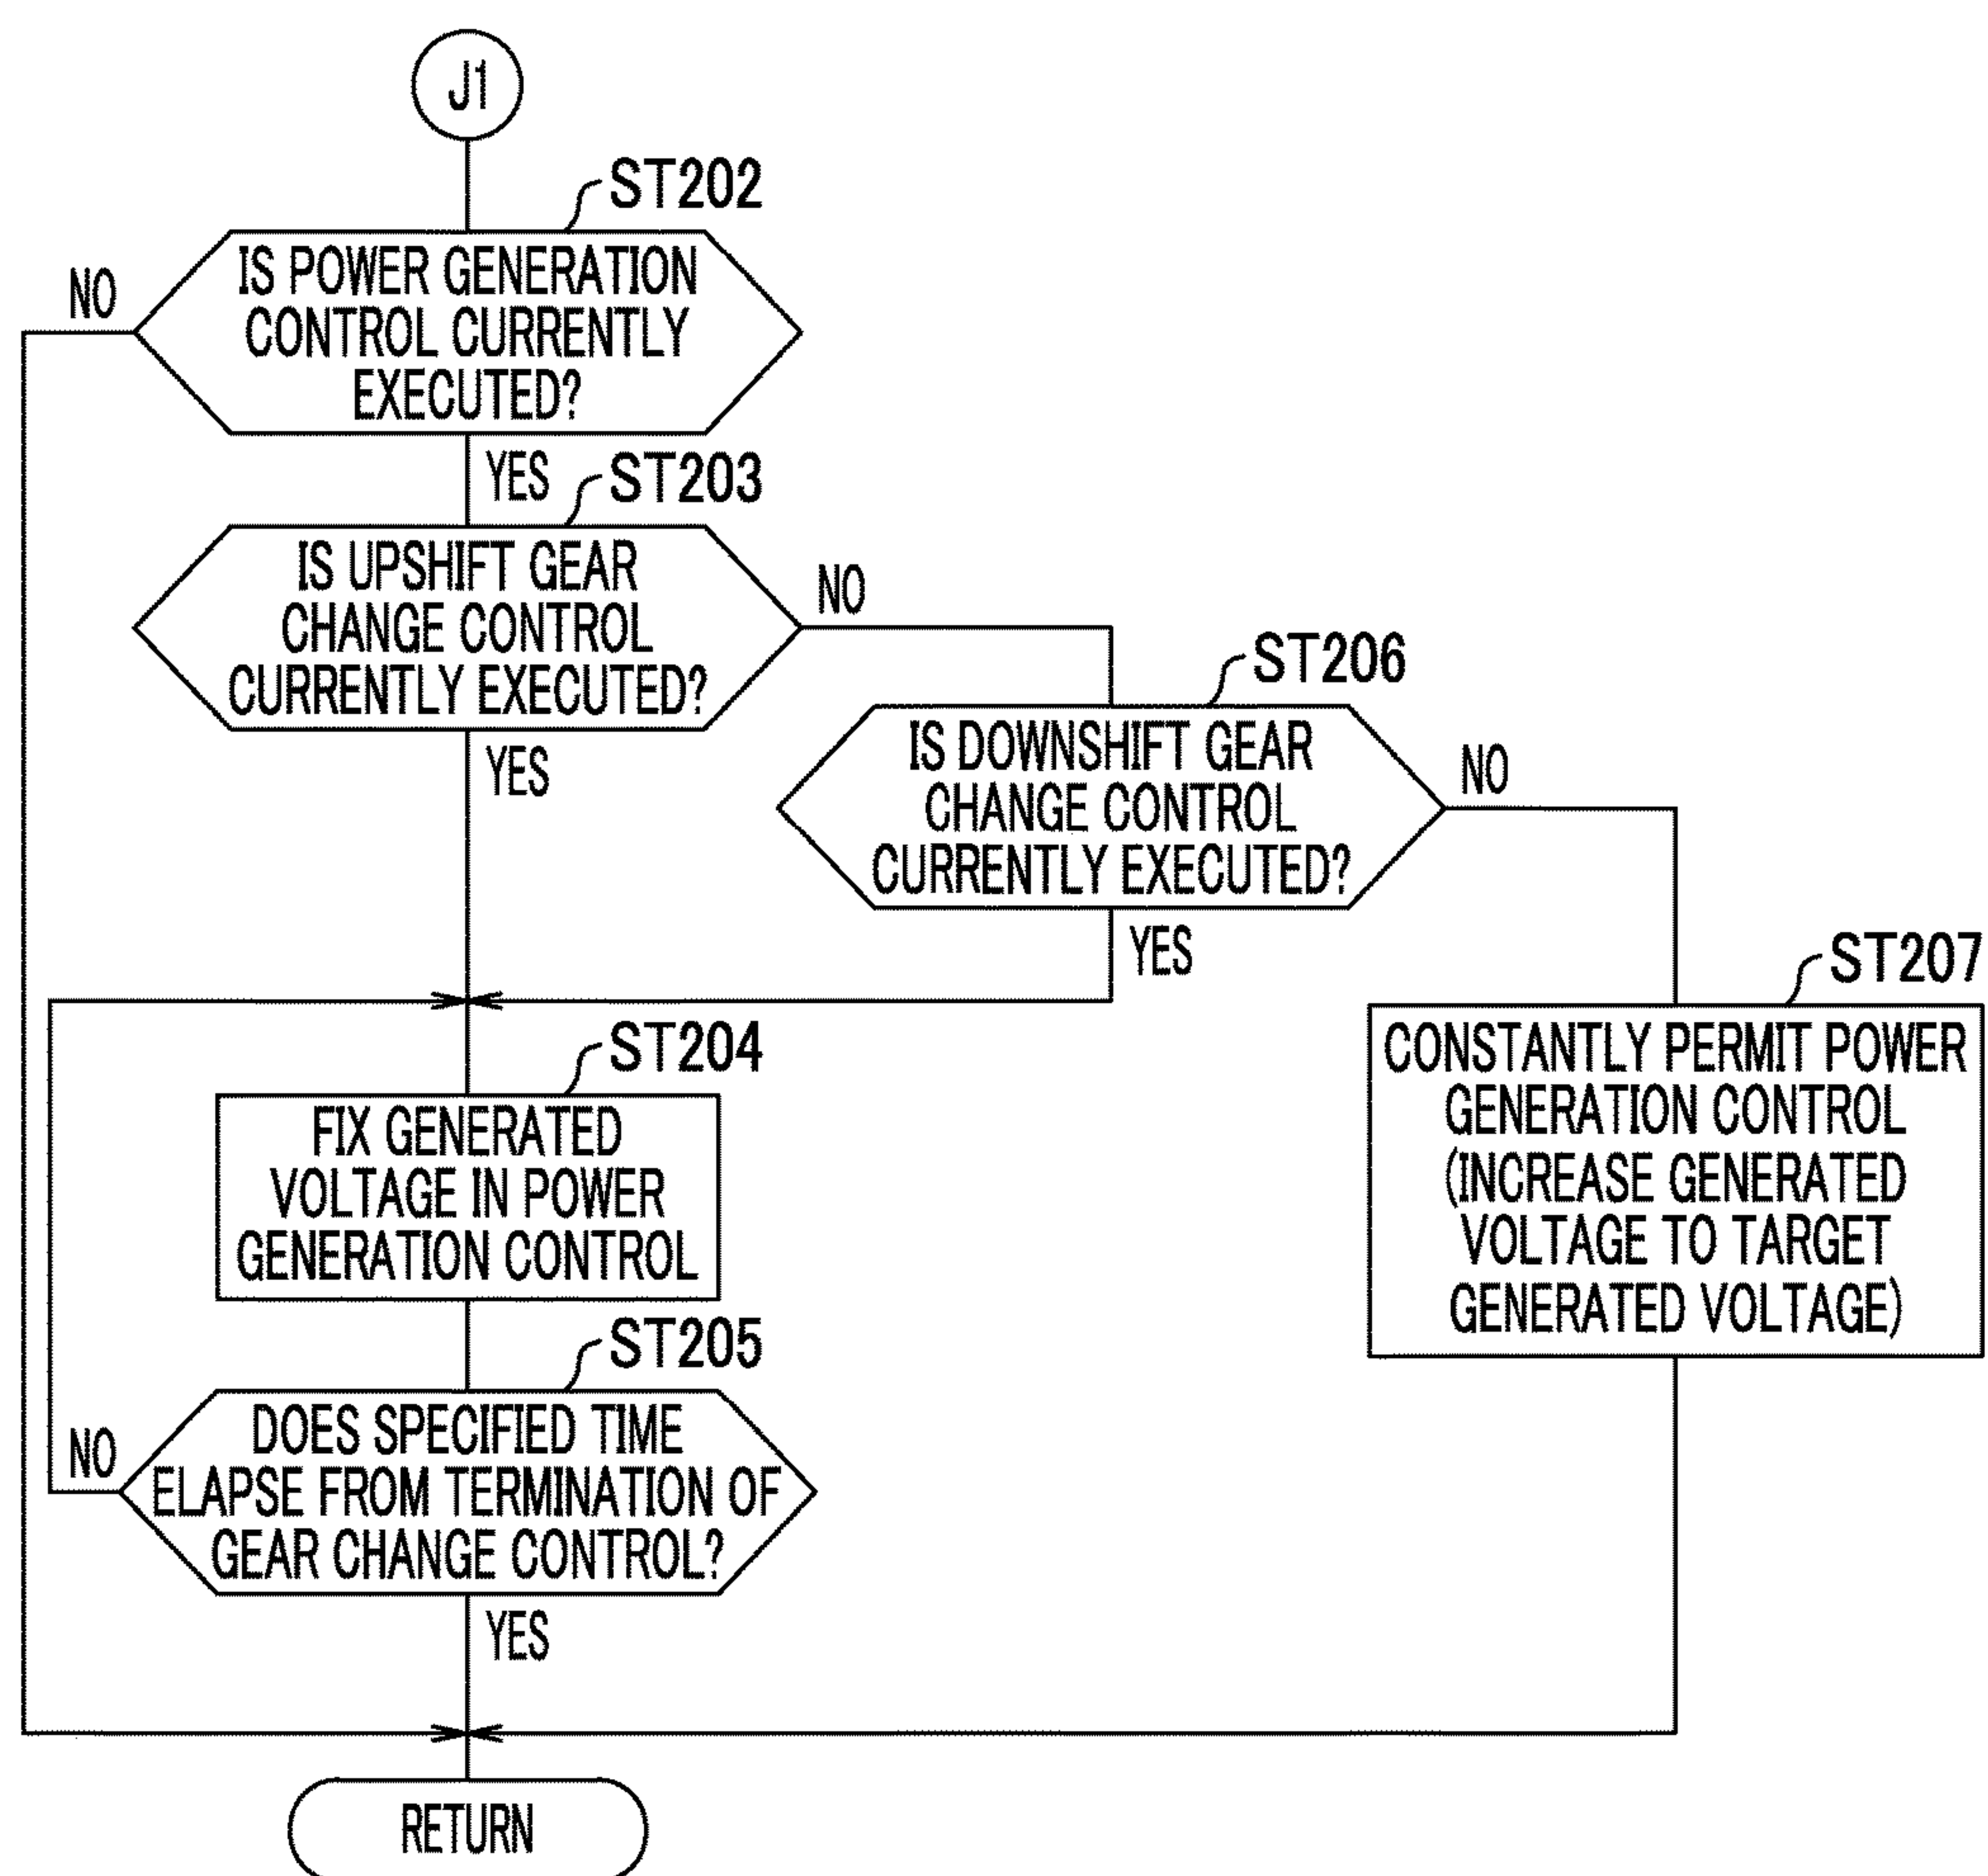 J1
ST202
IS POWER GENERATION
CONTROL CURRENTLY
EXECUTED?
NO
YES
ST203
IS UPSHIFT GEAR
CHANGE CONTROL
CURRENTLY EXECUTED?
NO
YES
ST206
IS DOWNSHIFT GEAR
CHANGE CONTROL
CURRENTLY EXECUTED?
NO
YES
ST207
CONSTANTLY PERMIT POWER
GENERATION CONTROL
(INCREASE GENERATED
VOLTAGE TO TARGET
GENERATED VOLTAGE)
ST204
FIX GENERATED
VOLTAGE IN POWER
GENERATION CONTROL
ST205
DOES SPECIFIED TIME
ELAPSE FROM TERMINATION OF
GEAR CHANGE CONTROL?
NO
YES
RETURN